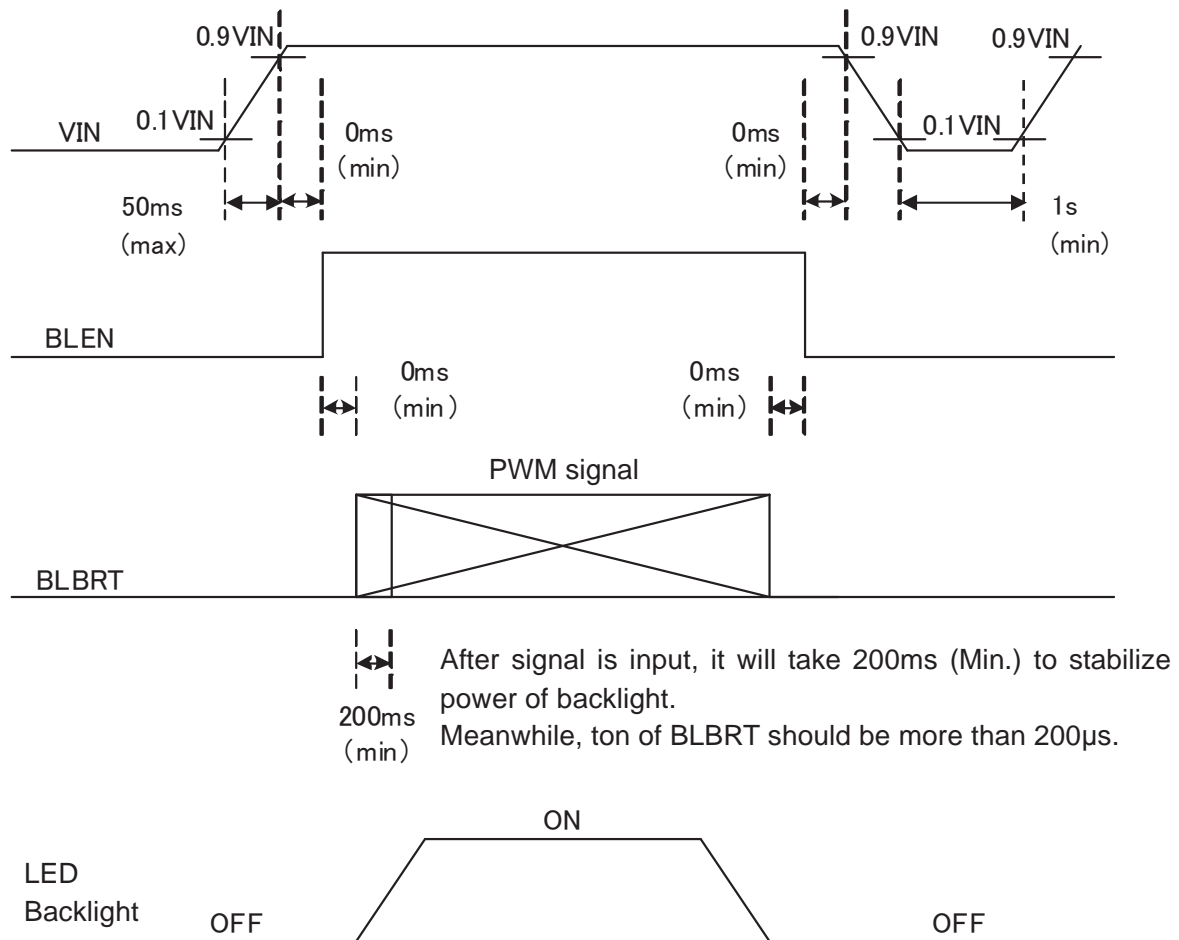 0.9VIN
0.9VIN
0.9VIN
VIN
0.1VIN
0ms
(min)
0ms
(min)
0.1VIN
50ms
(max)
1s
(min)
BLEN
0ms
(min)
0ms
(min)
PWM signal
BLBRT
200ms
(min)
After signal is input, it will take 200ms (Min.) to stabilize
power of backlight.
Meanwhile, ton of BLBRT should be more than 200μs.
ON
LED
Backlight
OFF
OFF